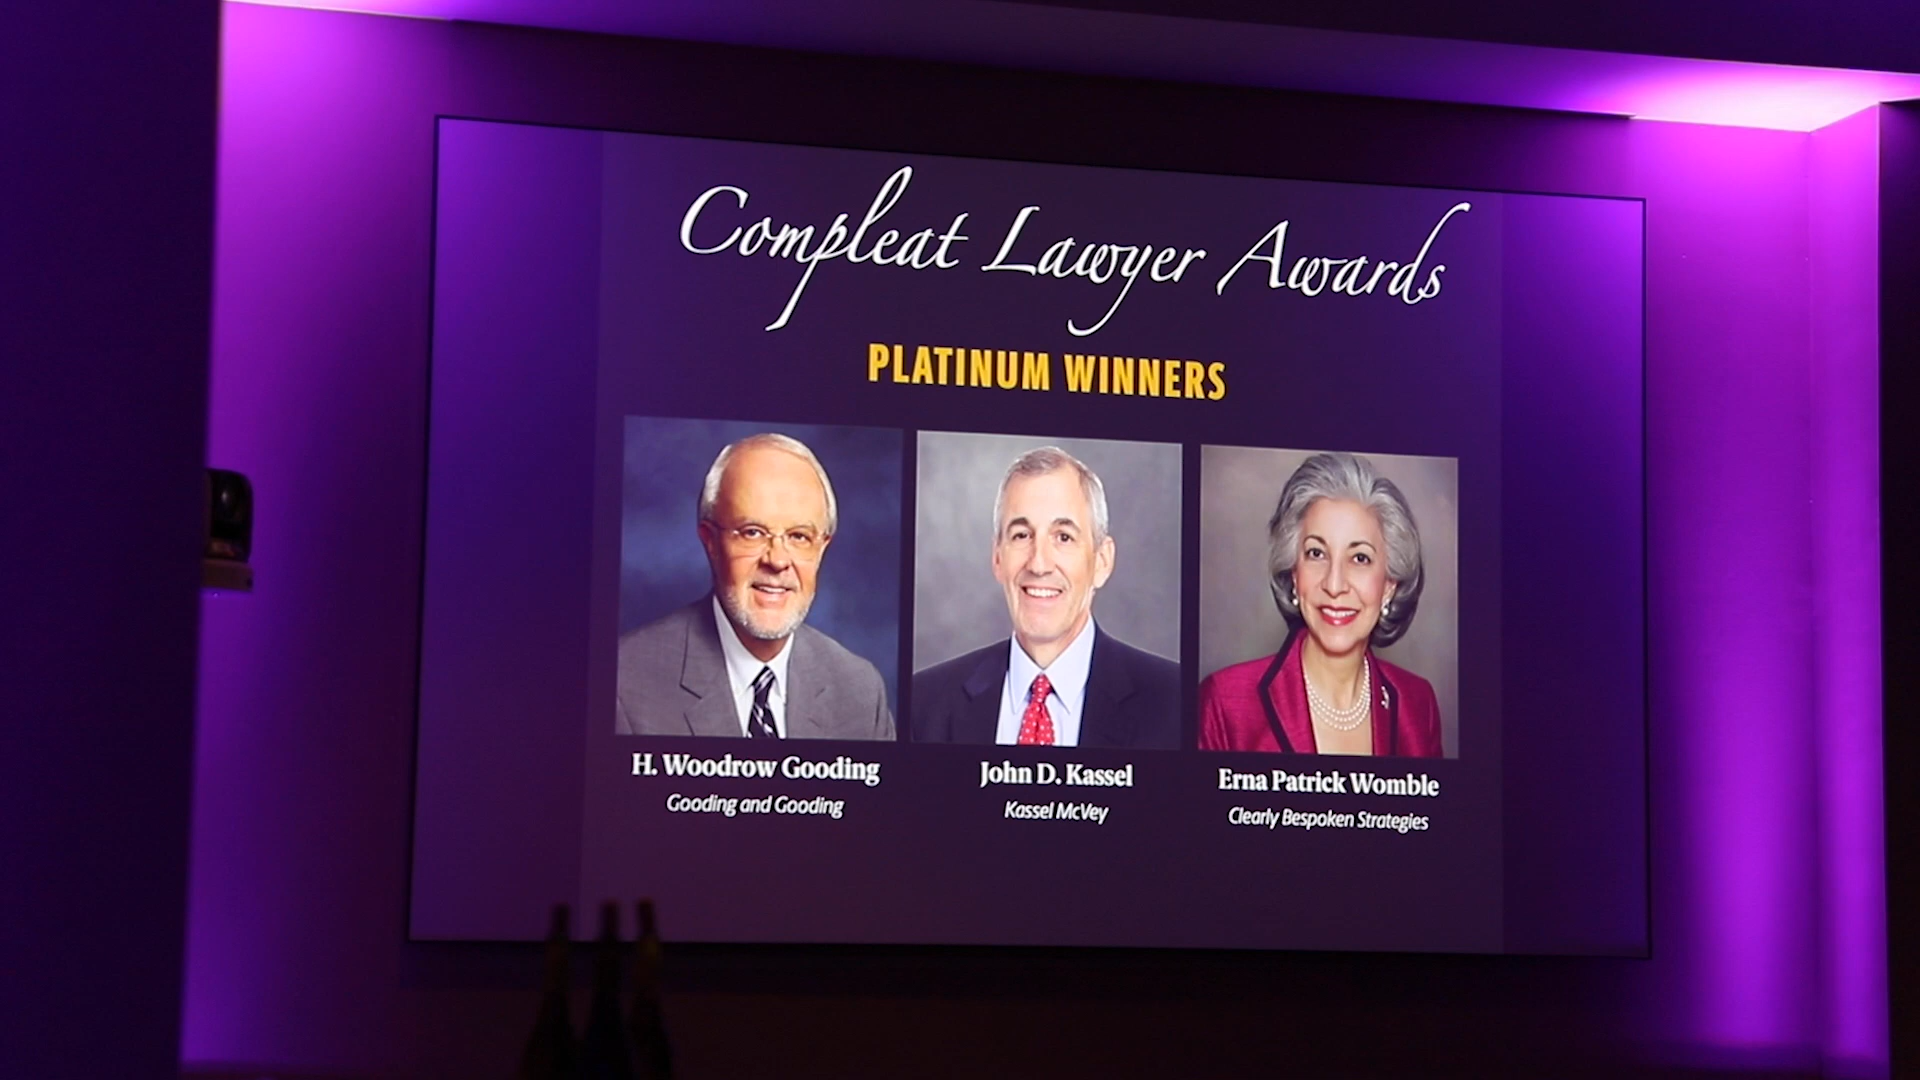 Compleat Lawyer Awards
PLATINUM WINNERS
H. Woodrow Gooding
Gooding and Gooding
John D. Kassel
Kassel McVey
Erna Patrick Womble
Clearly Bespoken Strategies